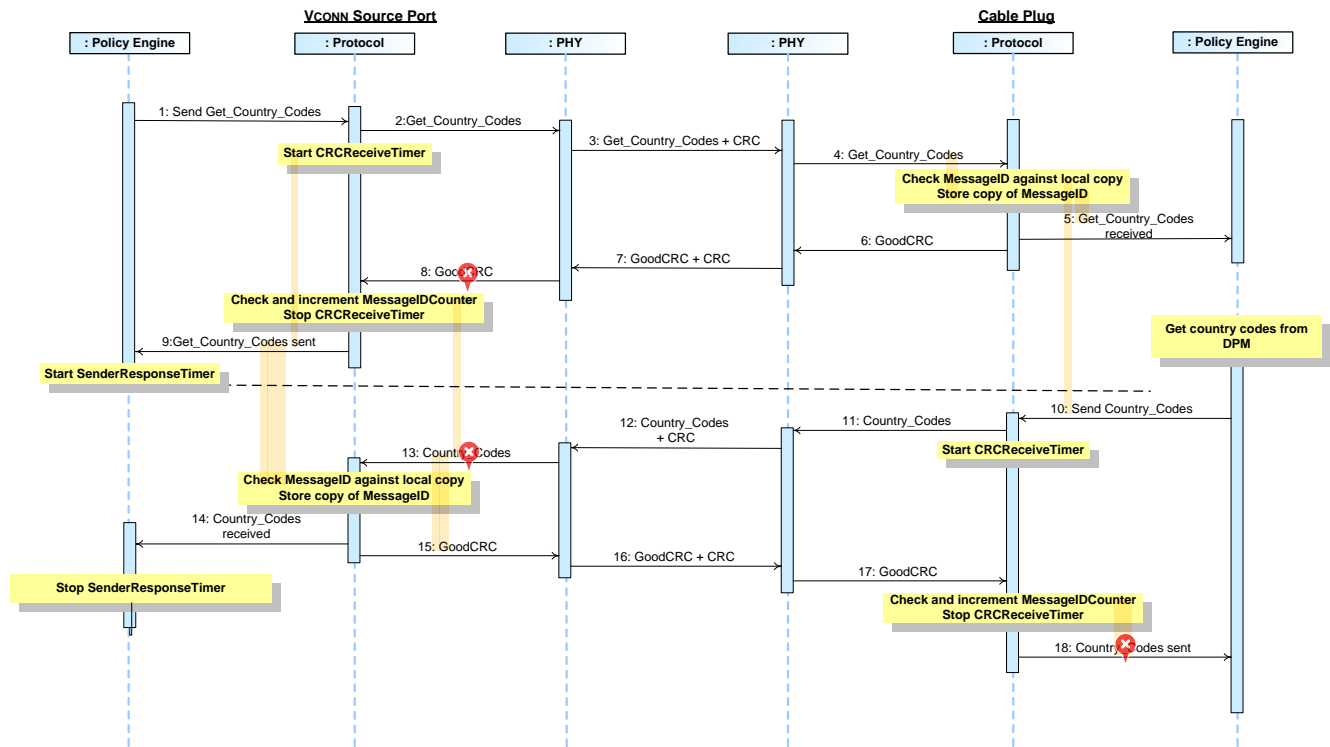 VCONN Source Port
Cable Plug
: Policy Engine
: Protocol
: PHY
: PHY
: Protocol
: Policy Engine
1: Send Get_Country_Codes
2:Get_Country_Codes
Start CRCReceiveTimer
3: Get_Country_Codes + CRC
4: Get_Country_Codes
Check MessageID against local copy
Store copy of MessageID
5: Get_Country_Codes
received
6: GoodCRC
7: GoodCRC + CRC
8: GoodCRC
Check and increment MessageIDCounter
Stop CRCReceiveTimer
9:Get_Country_Codes sent
Start SenderResponseTimer
Get country codes from
DPM
10: Send Country_Codes
11: Country_Codes
Start CRCReceiveTimer
12: Country_Codes
+ CRC
13: Country_Codes
Check MessageID against local copy
Store copy of MessageID
14: Country_Codes
received
15: GoodCRC
16: GoodCRC + CRC
17: GoodCRC
Stop SenderResponseTimer
Check and increment MessageIDCounter
Stop CRCReceiveTimer
18: Country_Codes sent